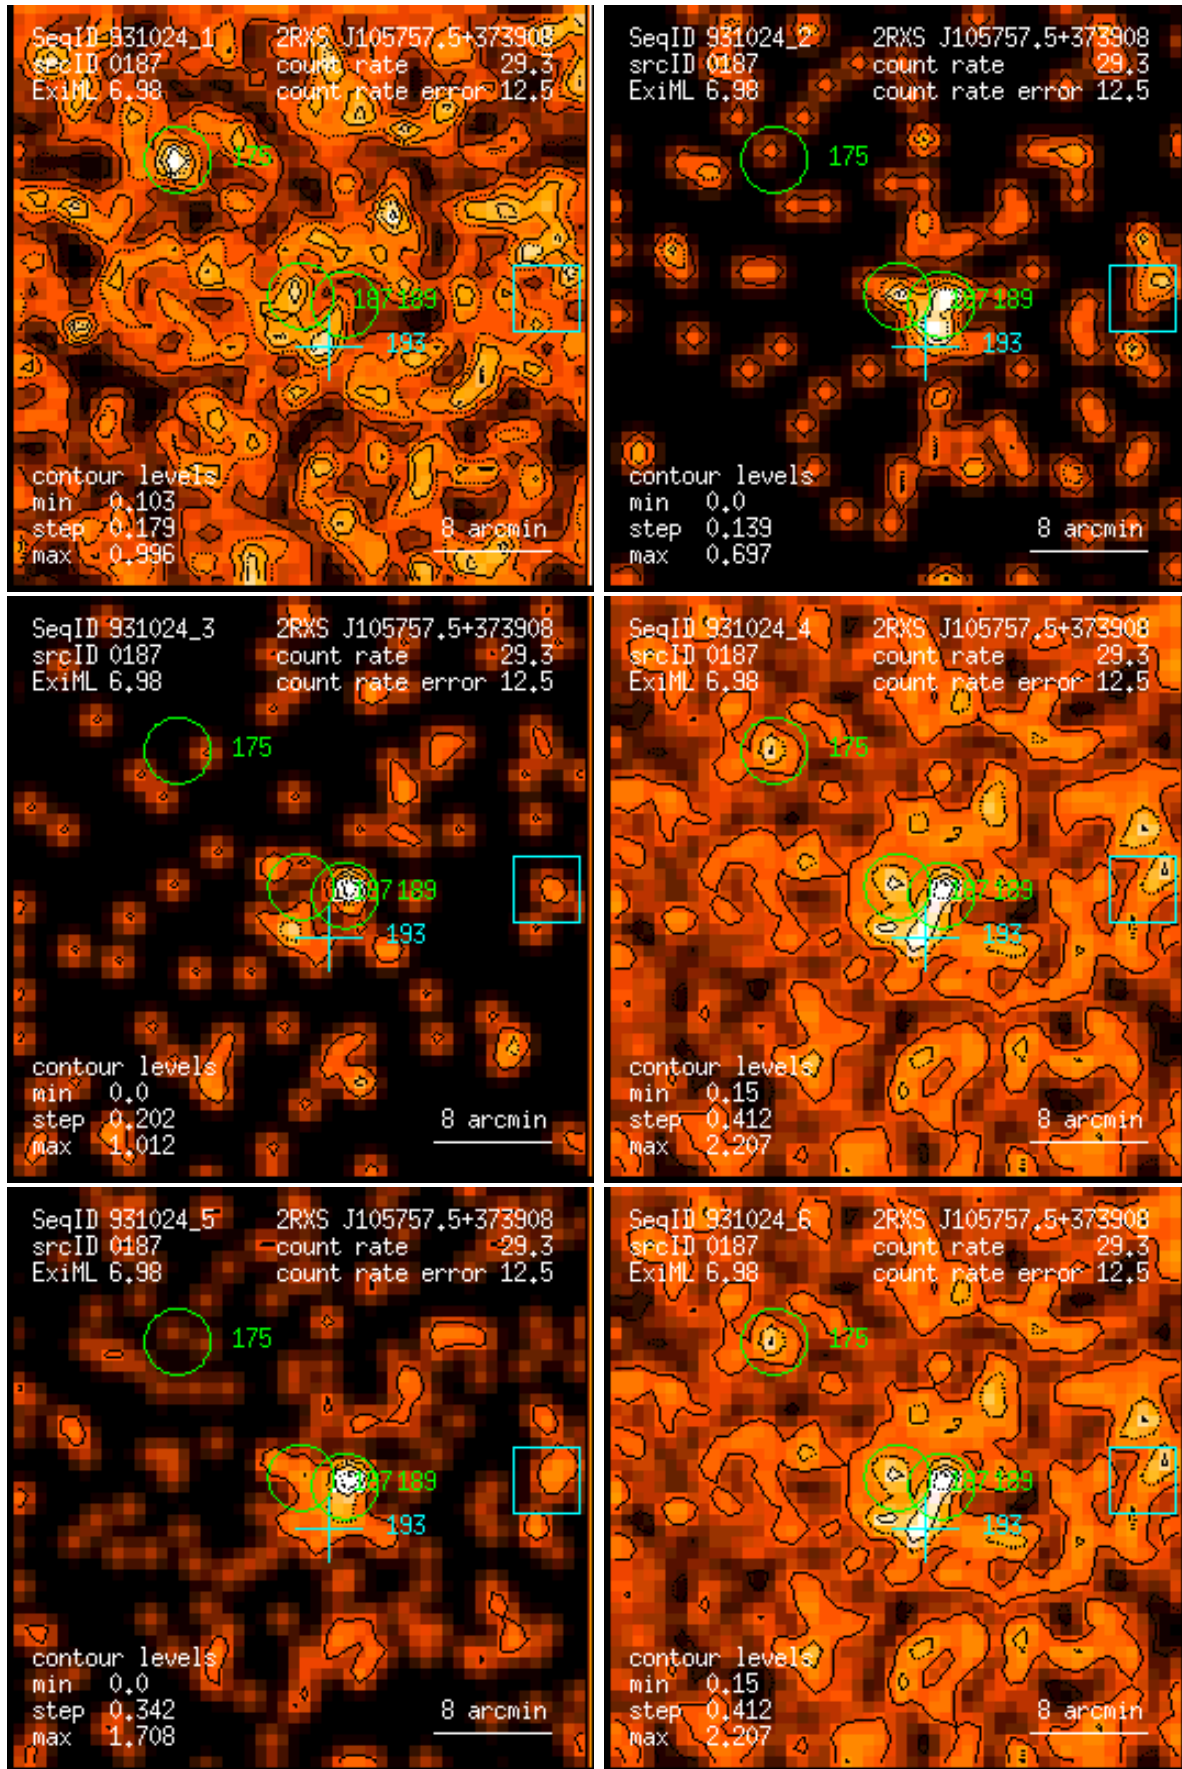 SeqID 931024_1 2RXS J105757.5+373908
srcID 0187 count rate 29.3
ExiML 6.98 count rate error 12.5
175
187 189
193
contour levels
min 0.103
step 0.179 8 arcmin
max 0.996
SeqID 931024_2 2RXS J105757.5+373908
srcID 0187 count rate 29.3
ExiML 6.98 count rate error 12.5
175
187 189
193
contour levels
min 0.0
step 0.139 8 arcmin
max 0.697
SeqID 931024_3 2RXS J105757.5+373908
srcID 0187 count rate 29.3
ExiML 6.98 count rate error 12.5
175
187 189
193
contour levels
min 0.0
step 0.202 8 arcmin
max 1.012
SeqID 931024_4 2RXS J105757.5+373908
srcID 0187 count rate 29.3
ExiML 6.98 count rate error 12.5
175
187 189
193
contour levels
min 0.15
step 0.412 8 arcmin
max 2.207
SeqID 931024_5 2RXS J105757.5+373908
srcID 0187 count rate 29.3
ExiML 6.98 count rate error 12.5
175
187 189
193
contour levels
min 0.0
step 0.342 8 arcmin
max 1.708
SeqID 931024_6 2RXS J105757.5+373908
srcID 0187 count rate 29.3
ExiML 6.98 count rate error 12.5
175
187 189
193
contour levels
min 0.15
step 0.412 8 arcmin
max 2.207